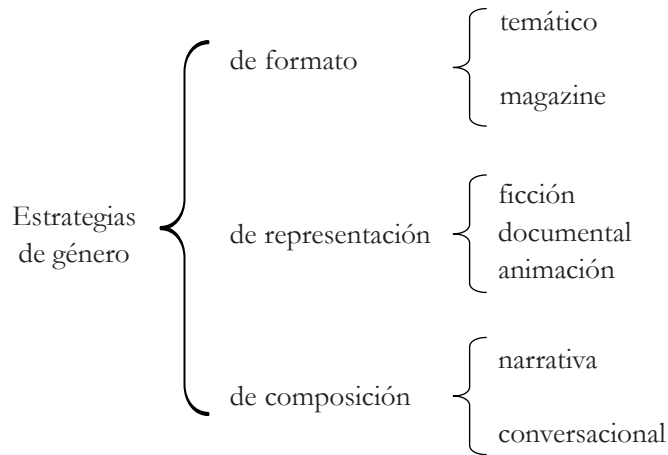 Estrategias
de género
de formato
temático
magazine
de representación
ficción
documental
animación
de composición
narrativa
conversacional